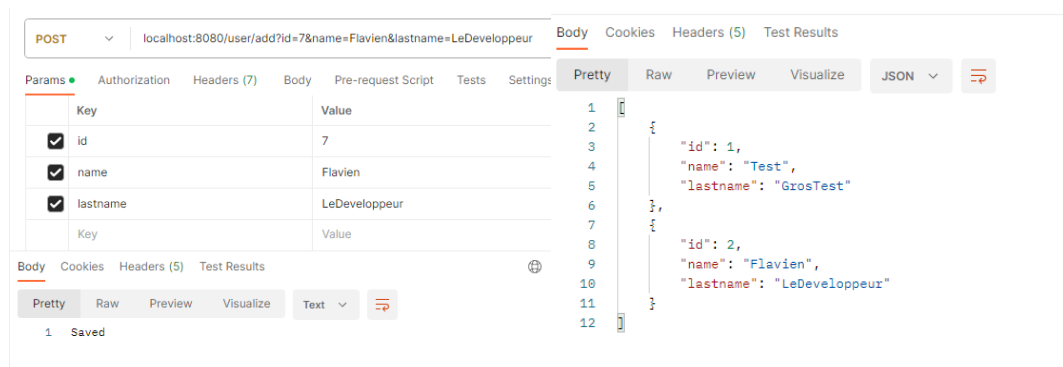 POST localhost:8080/user/add?id=7&name=Flavien&lastname=LeDeveloppeur
Params Authorization Headers (7) Body Pre-request Script Tests Settings
Key Value
id 7
name Flavien
lastname LeDeveloppeur
Key Value
Body Cookies Headers (5) Test Results
Pretty Raw Preview Visualize Text
1 Saved
Body Cookies Headers (5) Test Results
Pretty Raw Preview Visualize JSON
1 [
2 {
3 "id": 1,
4 "name": "Test",
5 "lastname": "GrosTest"
6 },
7 {
8 "id": 2,
9 "name": "Flavien",
10 "lastname": "LeDeveloppeur"
11 }
12 ]